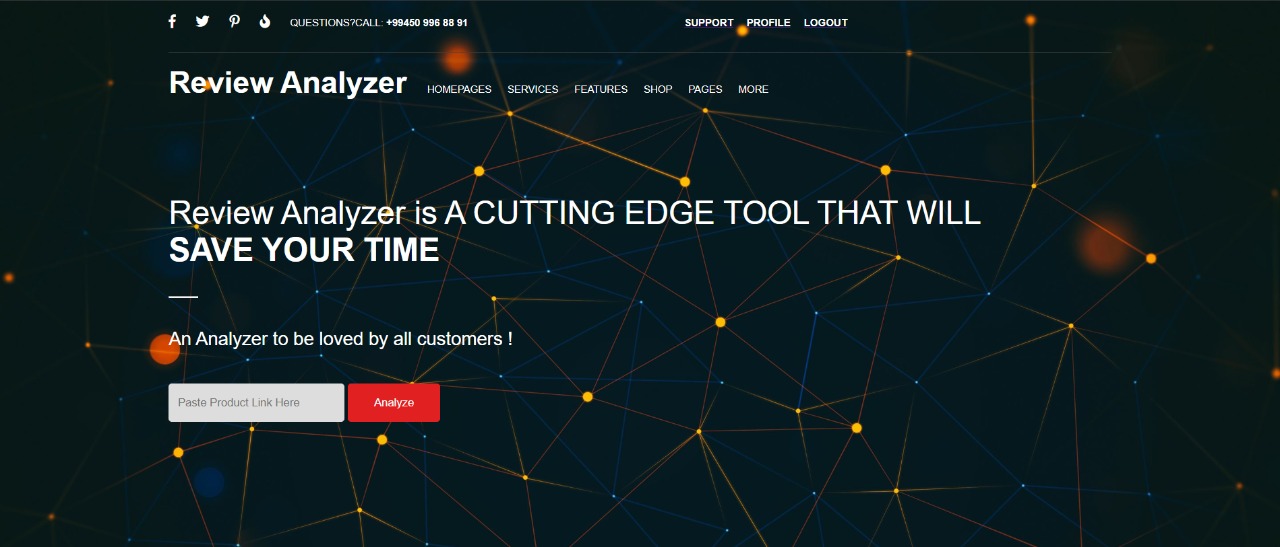 QUESTIONS?CALL: +99450 996 88 91 SUPPORT PROFILE LOGOUT
Review Analyzer HOMEPAGES SERVICES FEATURES SHOP PAGES MORE
Review Analyzer is A CUTTING EDGE TOOL THAT WILL
SAVE YOUR TIME
An Analyzer to be loved by all customers !
Paste Product Link Here Analyze